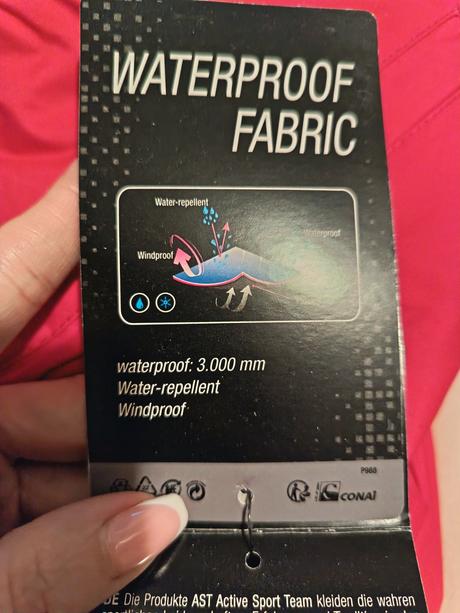 WATERPROOF
FABRIC
Water-repellent
Waterproof
Windproof
waterproof: 3.000 mm
Water-repellent
Windproof
P988
CONAI
DE Die Produkte AST Active Sport Team kleiden die wahren